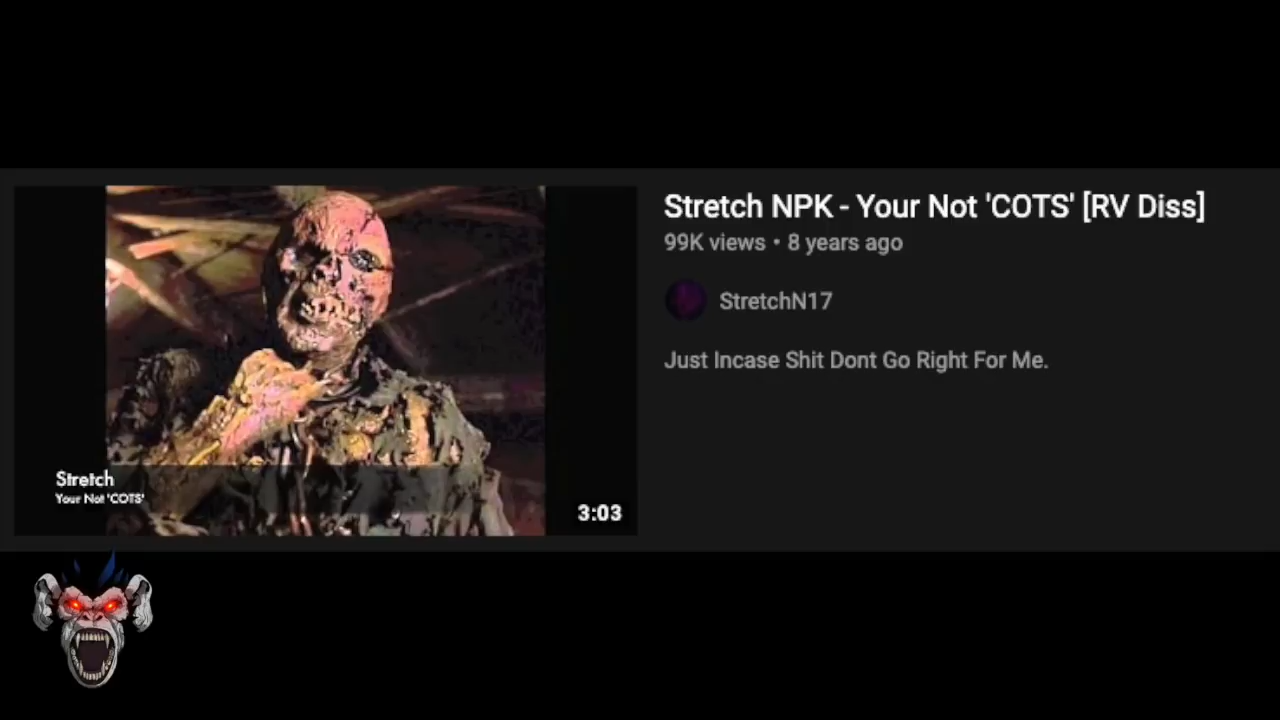 Stretch NPK - Your Not 'COTS' [RV Diss]
99K views • 8 years ago
StretchN17
Just Incase Shit Dont Go Right For Me.
Stretch
Your Not 'COTS'
3:03